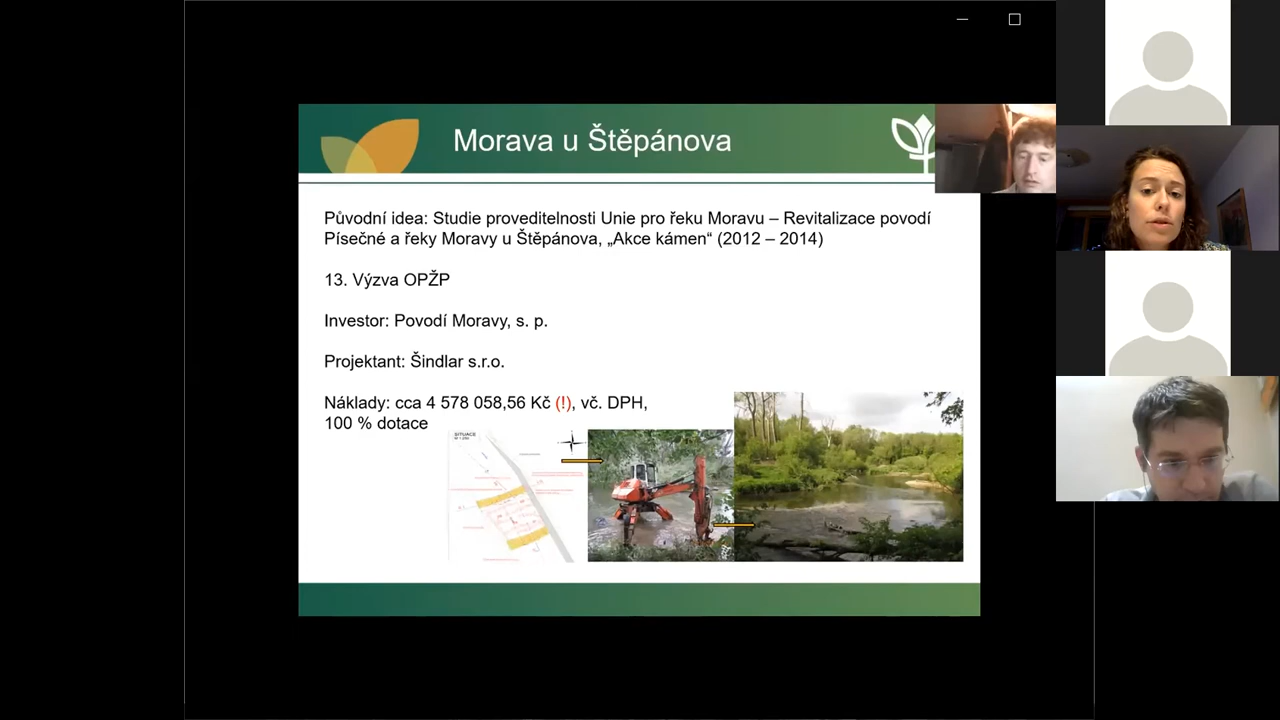 Morava u Štěpánova
Původní idea: Studie proveditelnosti Unie pro řeku Moravu – Revitalizace povodí
Písečné a řeky Moravy u Štěpánova, „Akce kámen“ (2012 – 2014)
13. Výzva OPŽP
Investor: Povodí Moravy, s. p.
Projektant: Šindlar s.r.o.
Náklady: cca 4 578 058,56 Kč (!), vč. DPH,
100 % dotace
SITUACE